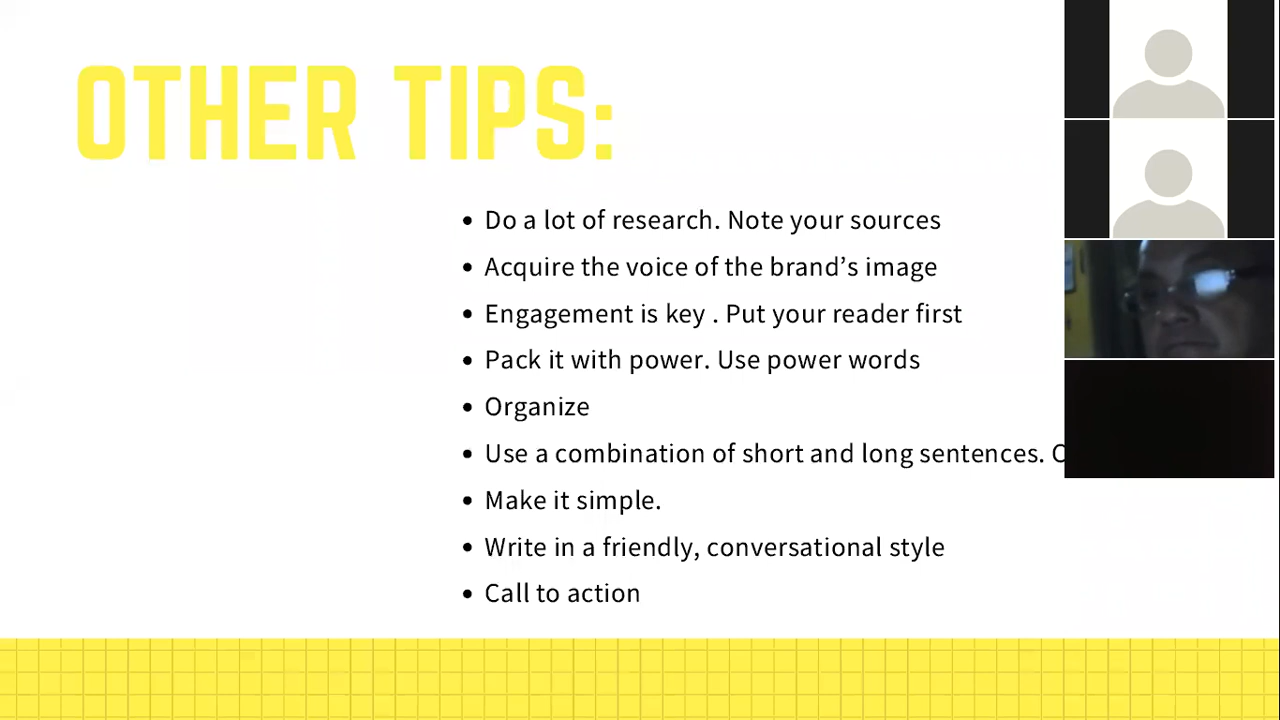 OTHER TIPS:
• Do a lot of research. Note your sources
• Acquire the voice of the brand’s image
• Engagement is key . Put your reader first
• Pack it with power. Use power words
• Organize
• Use a combination of short and long sentences.
• Make it simple.
• Write in a friendly, conversational style
• Call to action